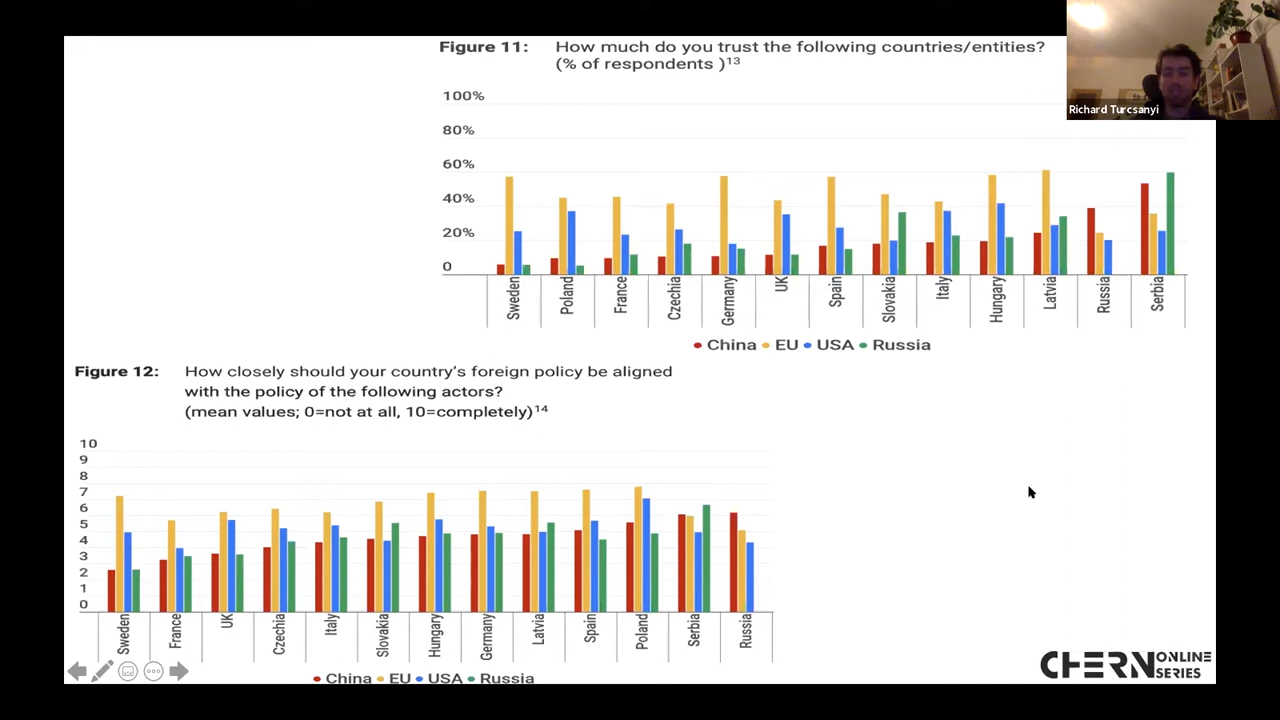 Figure 11: How much do you trust the following countries/entities?
(% of respondents )13
Richard Turcsanyi
100%
80%
60%
40%
20%
0
Sweden
Poland
France
Czechia
Germany
UK
Spain
Slovakia
Italy
Hungary
Latvia
Russia
Serbia
China EU USA Russia
Figure 12: How closely should your country's foreign policy be aligned
with the policy of the following actors?
(mean values; 0=not at all, 10=completely)14
10
9
8
7
6
5
4
3
2
1
0
Sweden
France
UK
Czechia
Italy
Slovakia
Hungary
Germany
Latvia
Spain
Poland
Serbia
Russia
China EU USA Russia
CHERN ONLINE
SERIES